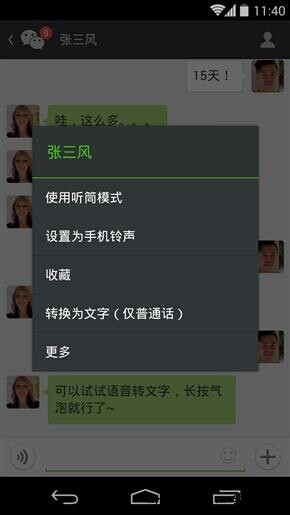 11:40
9
张三风
15天！
哇，这么多。。。
张三风
使用听筒模式
设置为手机铃声
收藏
转换为文字（仅普通话）
更多
可以试试语音转文字，长按气
泡就行了~